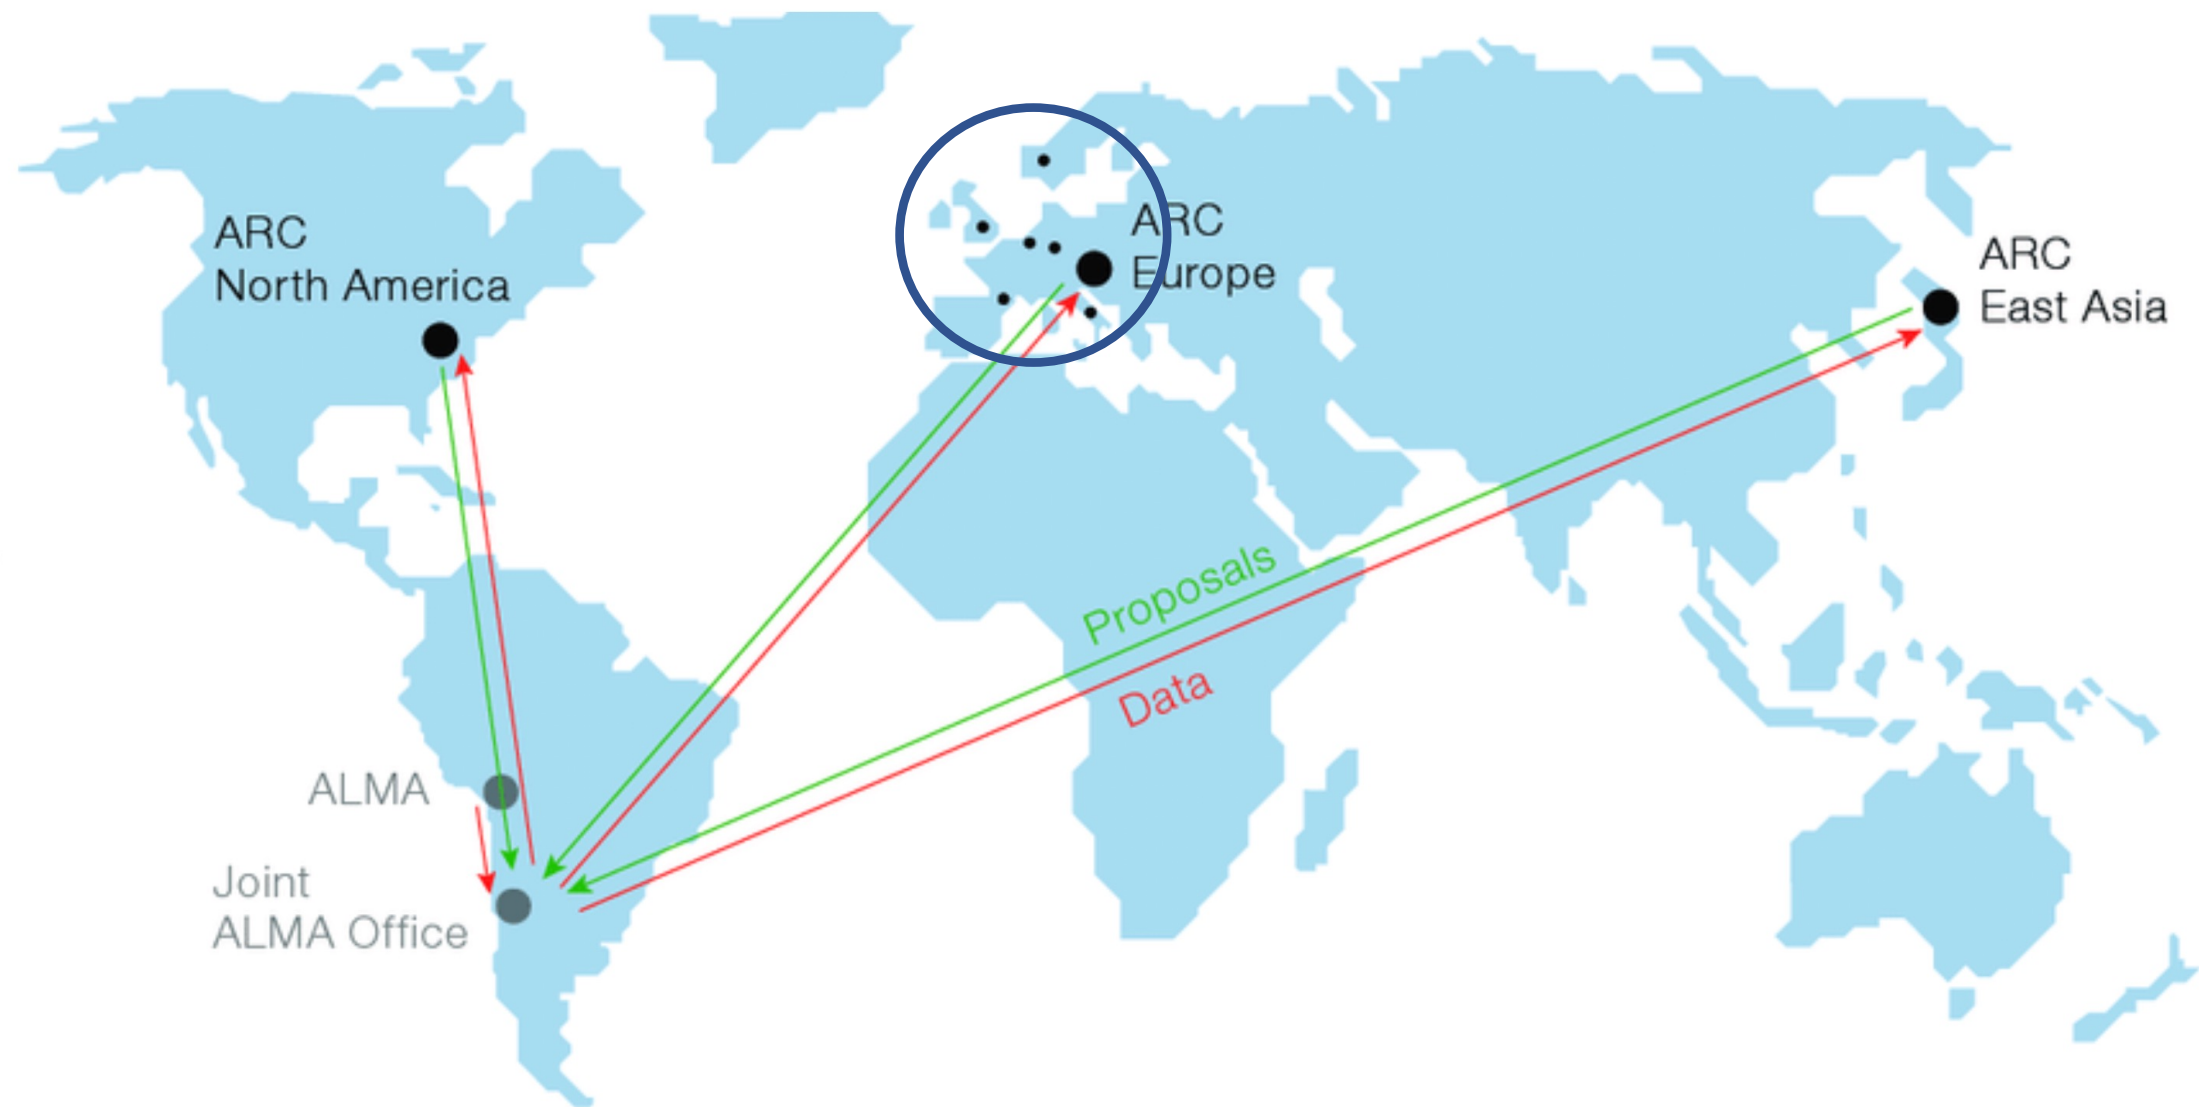 ARC
North America
ARC
Europe
ARC
East Asia
Proposals
Data
ALMA
Joint
ALMA Office